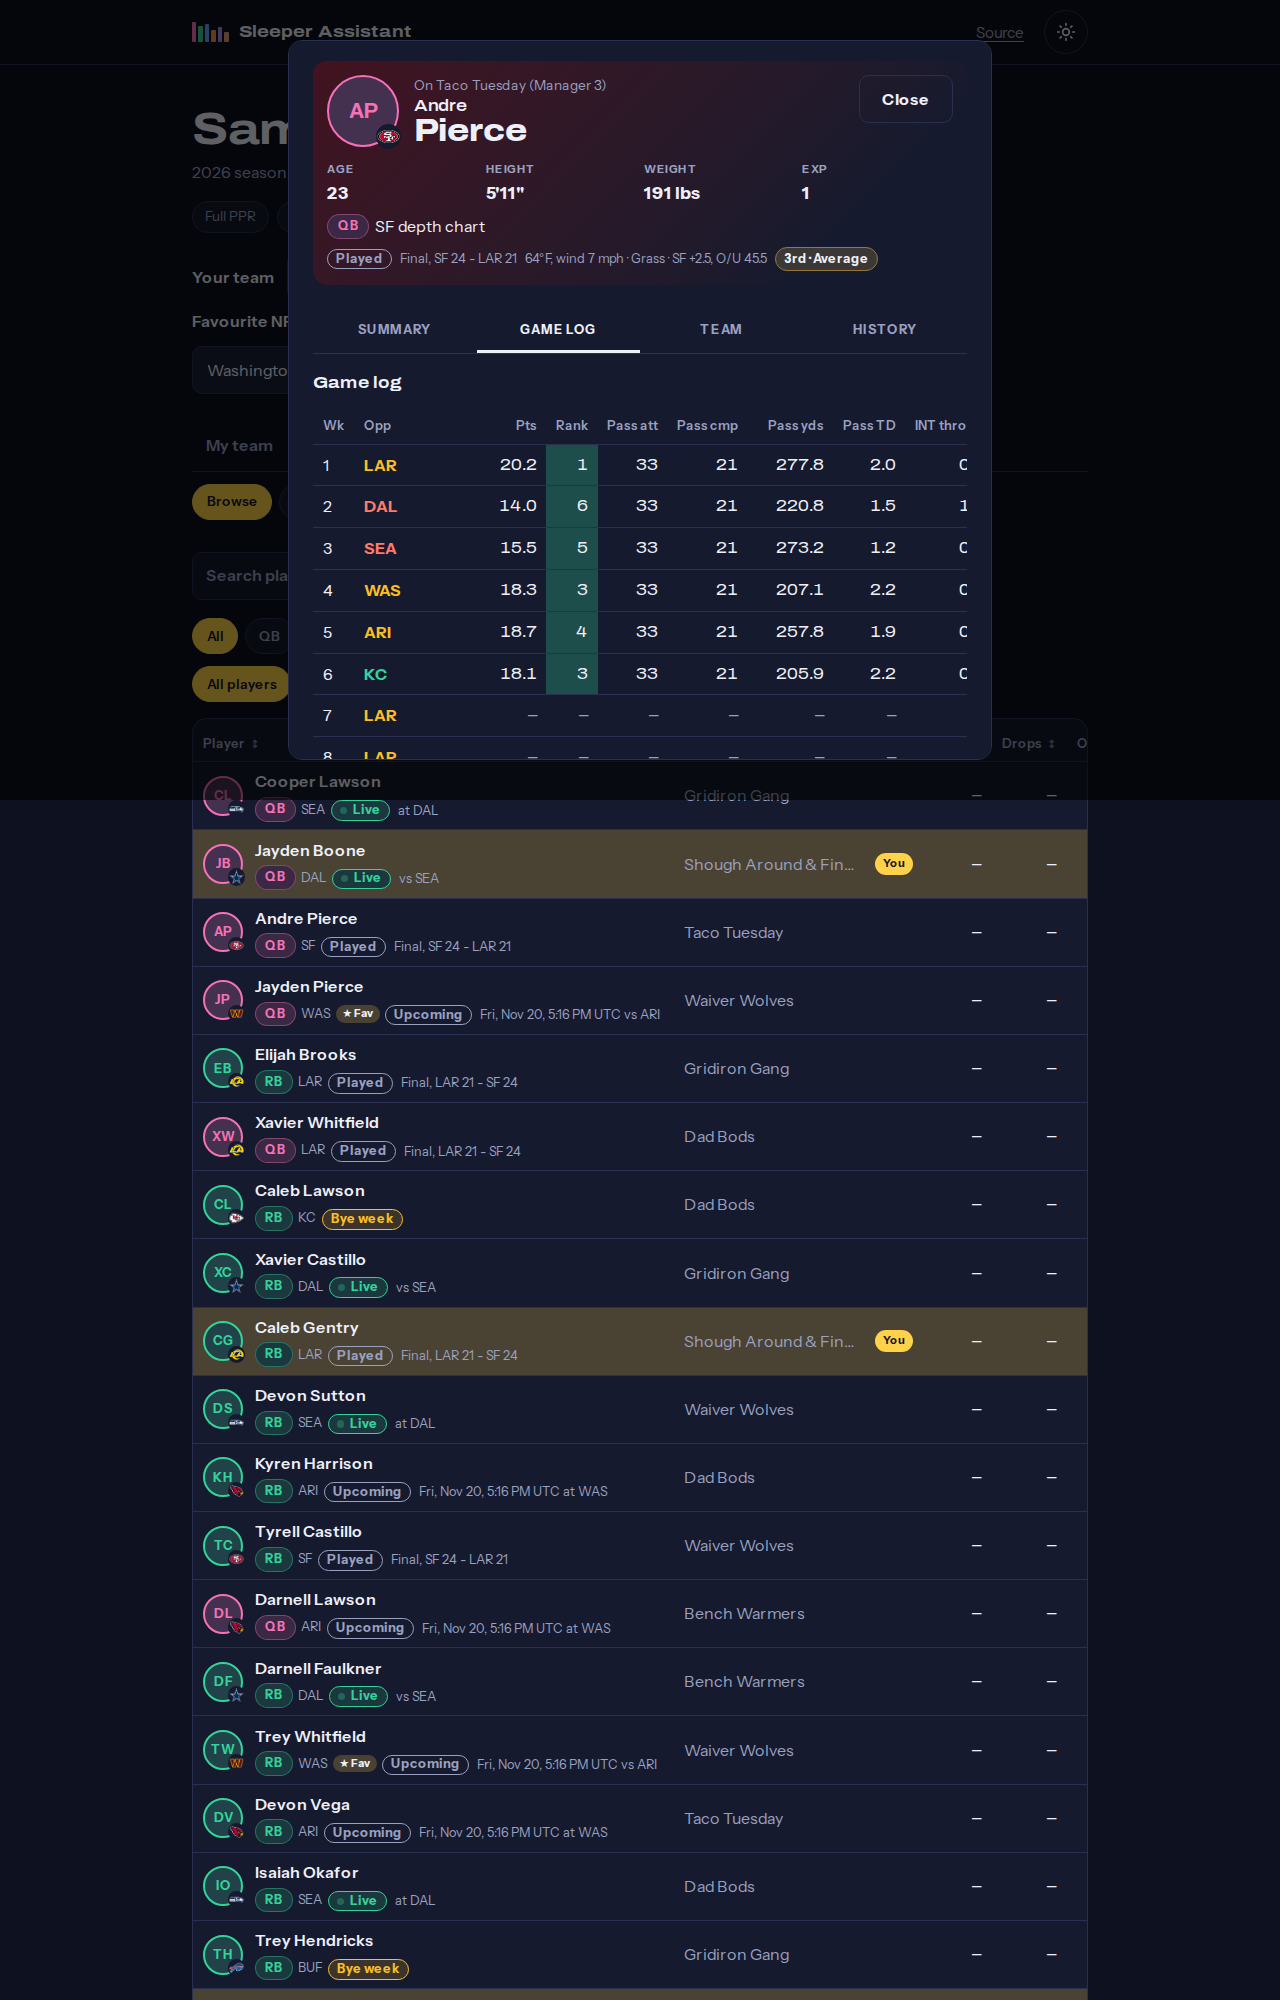 Sleeper Assistant
Source
Sam
2026 season
Full PPR
Your team
Favourite NF
Washingto
My team
Browse
Search pla
All QB
All players
AP
On Taco Tuesday (Manager 3)
Andre
Pierce
Close
AGE HEIGHT WEIGHT EXP
23 5'11" 191 lbs 1
QB SF depth chart
Played Final, SF 24 - LAR 21 64°F, wind 7 mph · Grass · SF +2.5, O/U 45.5 3rd · Average
SUMMARY GAME LOG TEAM HISTORY
Game log
Wk Opp Pts Rank Pass att Pass cmp Pass yds Pass TD INT thro
1 LAR 20.2 1 33 21 277.8 2.0 0
2 DAL 14.0 6 33 21 220.8 1.5 1
3 SEA 15.5 5 33 21 273.2 1.2 0
4 WAS 18.3 3 33 21 207.1 2.2 0
5 ARI 18.7 4 33 21 257.8 1.9 0
6 KC 18.1 3 33 21 205.9 2.2 0
7 LAR – – – – – –
8 LAR – – – – – –
Player ↕ Drops ↕ O
CL Cooper Lawson
QB SEA Live at DAL Gridiron Gang – –
JB Jayden Boone
QB DAL Live vs SEA Shough Around & Fin... You – –
AP Andre Pierce
QB SF Played Final, SF 24 - LAR 21 Taco Tuesday – –
JP Jayden Pierce
QB WAS ★ Fav Upcoming Fri, Nov 20, 5:16 PM UTC vs ARI Waiver Wolves – –
EB Elijah Brooks
RB LAR Played Final, LAR 21 - SF 24 Gridiron Gang – –
XW Xavier Whitfield
QB LAR Played Final, LAR 21 - SF 24 Dad Bods – –
CL Caleb Lawson
RB KC Bye week Dad Bods – –
XC Xavier Castillo
RB DAL Live vs SEA Gridiron Gang – –
CG Caleb Gentry
RB LAR Played Final, LAR 21 - SF 24 Shough Around & Fin... You – –
DS Devon Sutton
RB SEA Live at DAL Waiver Wolves – –
KH Kyren Harrison
RB ARI Upcoming Fri, Nov 20, 5:16 PM UTC at WAS Dad Bods – –
TC Tyrell Castillo
RB SF Played Final, SF 24 - LAR 21 Waiver Wolves – –
DL Darnell Lawson
QB ARI Upcoming Fri, Nov 20, 5:16 PM UTC at WAS Bench Warmers – –
DF Darnell Faulkner
RB DAL Live vs SEA Bench Warmers – –
TW Trey Whitfield
RB WAS ★ Fav Upcoming Fri, Nov 20, 5:16 PM UTC vs ARI Waiver Wolves – –
DV Devon Vega
RB ARI Upcoming Fri, Nov 20, 5:16 PM UTC at WAS Taco Tuesday – –
IO Isaiah Okafor
RB SEA Live at DAL Dad Bods – –
TH Trey Hendricks
RB BUF Bye week Gridiron Gang – –